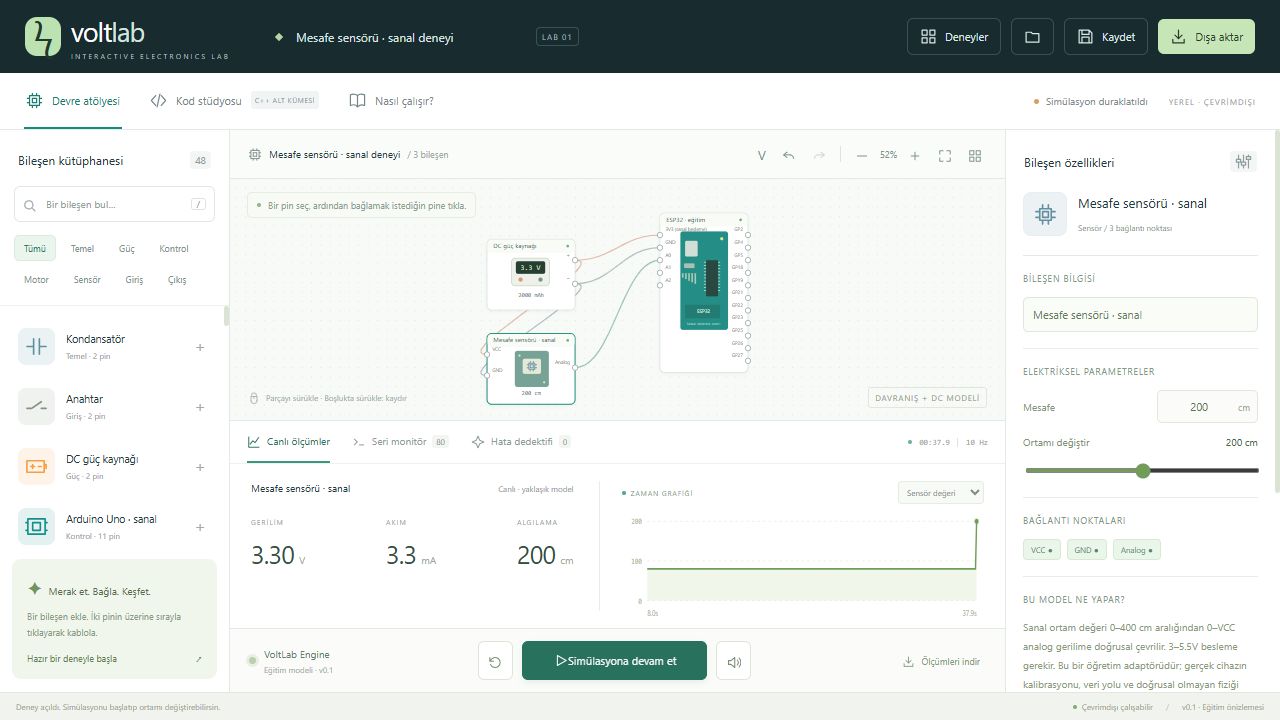 voltlab
INTERACTIVE ELECTRONICS LAB
Mesafe sensörü · sanal deneyi
LAB 01
Deneyler
Kaydet
Dışa aktar
Devre atölyesi
Kod stüdyosu
C++ ALT KÜMESİ
Nasıl çalışır?
Simülasyon duraklatıldı
YEREL · ÇEVRİMDIŞI
Bileşen kütüphanesi
48
Bir bileşen bul...
/
Tümü
Temel
Güç
Kontrol
Motor
Sensör
Giriş
Çıkış
Kondansatör
Temel · 2 pin
Anahtar
Giriş · 2 pin
DC güç kaynağı
Güç · 2 pin
Arduino Uno · sanal
Kontrol · 11 pin
Merak et. Bağla. Keşfet.
Bir bileşen ekle. İki pinin üzerine sırayla
tıklayarak kablola.
Hazır bir deneyle başla
Mesafe sensörü · sanal deneyi / 3 bileşen
V
52%
Bir pin seç, ardından bağlamak istediğin pine tıkla.
DC güç kaynağı
+
3.3 V
−
2000 mAh
Mesafe sensörü · sanal
VCC
GND
Analog
200 cm
ESP32 · eğitim
3V3 (pasif besleme)
GND
A0
A1
A2
ESP32
GP2
GP4
GP5
GP18
GP19
GP21
GP22
GP23
GP25
GP26
GP27
Parçayı sürükle · Boşlukta sürükle: kaydır
DAVRANIŞ + DC MODELİ
Canlı ölçümler
Seri monitör
80
Hata dedektifi
0
00:37.9
10 Hz
Mesafe sensörü · sanal
Canlı · yaklaşık model
GERİLİM
AKIM
ALGILAMA
3.30 V
3.3 mA
200 cm
ZAMAN GRAFİĞİ
Sensör değeri
200
100
0
8.0s
37.9s
VoltLab Engine
Eğitim modeli · v0.1
Simülasyona devam et
Ölçümleri indir
Bileşen özellikleri
Mesafe sensörü · sanal
Sensör / 3 bağlantı noktası
BİLEŞEN BİLGİSİ
Mesafe sensörü · sanal
ELEKTRİKSEL PARAMETRELER
Mesafe
200 cm
Ortamı değiştir
200 cm
BAĞLANTI NOKTALARI
VCC
GND
Analog
BU MODEL NE YAPAR?
Sanal ortam değeri 0–400 cm aralığından 0–VCC
analog gerilime doğrusal çevrilir. 3–5.5V besleme
gerekir. Bu bir öğretim adaptörüdür; gerçek cihazın
kalibrasyonu, veri yolu ve doğrusal olmayan fiziği
Deney açıldı. Simülasyonu başlatıp ortamı değiştirebilirsin.
Çevrimdışı çalışabilir
/
v0.1 · Eğitim önizlemesi